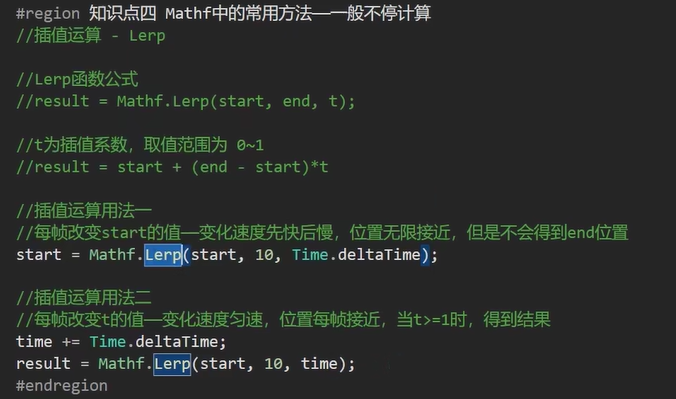 #region 知识点四 Mathf中的常用方法——一般不停计算
//插值运算 - Lerp
//Lerp函数公式
//result = Mathf.Lerp(start, end, t);
//t为插值系数，取值范围为 0~1
//result = start + (end - start)*t
//插值运算用法一
//每帧改变start的值——变化速度先快后慢，位置无限接近，但是不会得到end位置
start = Mathf.Lerp(start, 10, Time.deltaTime);
//插值运算用法二
//每帧改变t的值——变化速度匀速，位置每帧接近，当t>=1时，得到结果
time += Time.deltaTime;
result = Mathf.Lerp(start, 10, time);
#endregion